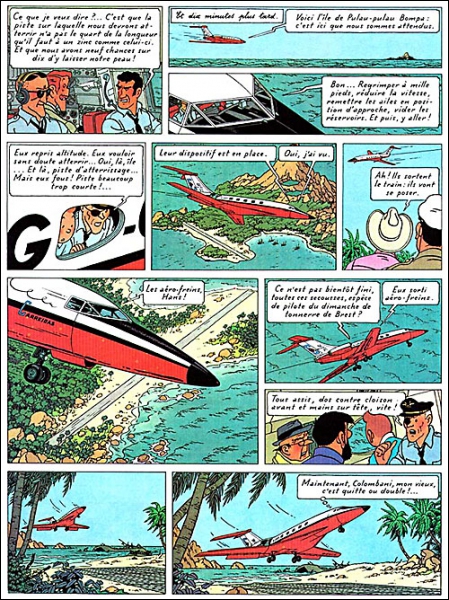 Ce que je veux dire ?... C'est que la
piste sur laquelle nous devrons at-
terrir n'a pas le quart de la longueur
qu'il faut à un zinc comme celui-ci.
Et que nous avons neuf chances sur
dix d'y laisser notre peau !
Et dix minutes plus tard.
Voici l'île de Pulau-pulau Bompa :
c'est ici que nous sommes attendus.
Bon... Regrimper à mille
pieds, réduire la vitesse,
remettre les ailes en po-
sition d'approche, vider les
réservoirs. Et puis, y aller !
Eux repris altitude. Eux vouloir
sans doute atterrir... Oui, là, île
... Et là, piste d'atterrissage...
Mais eux fous ! Piste beaucoup
trop courte !...
G
Leur dispositif est en place.
Oui, j'ai vu.
Ah ! Ils sortent
le train : ils vont
se poser.
Les aéro-freins,
Hans !
CARREIDAS
Ce n'est pas bientôt fini,
toutes ces secousses, espèce
de pilote du dimanche de
tonnerre de Brest ?
Eux sorti
aéro-freins.
Tous assis, dos contre cloison
avant et mains sur tête, vite !
Maintenant, Colombani, mon vieux,
c'est quitte ou double !...